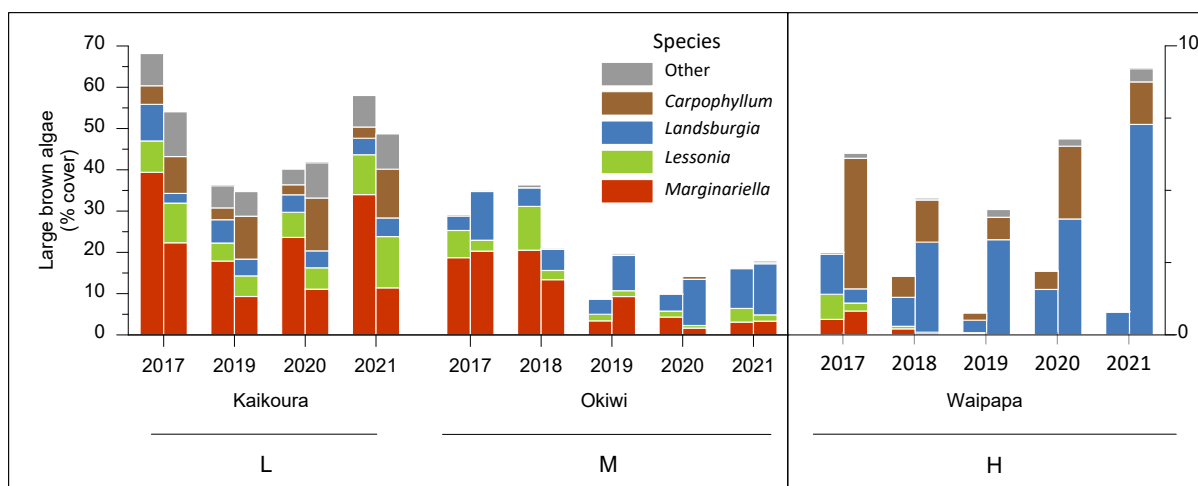 Large brown algae
(% cover)
70
60
50
40
30
20
10
0
Species
Other
Carpophyllum
Landsburgia
Lessonia
Marginariella
10
0
2017 2019 2020 2021 2017 2018 2019 2020 2021 2017 2018 2019 2020 2021
Kaikoura Okiwi Waipapa
L M H